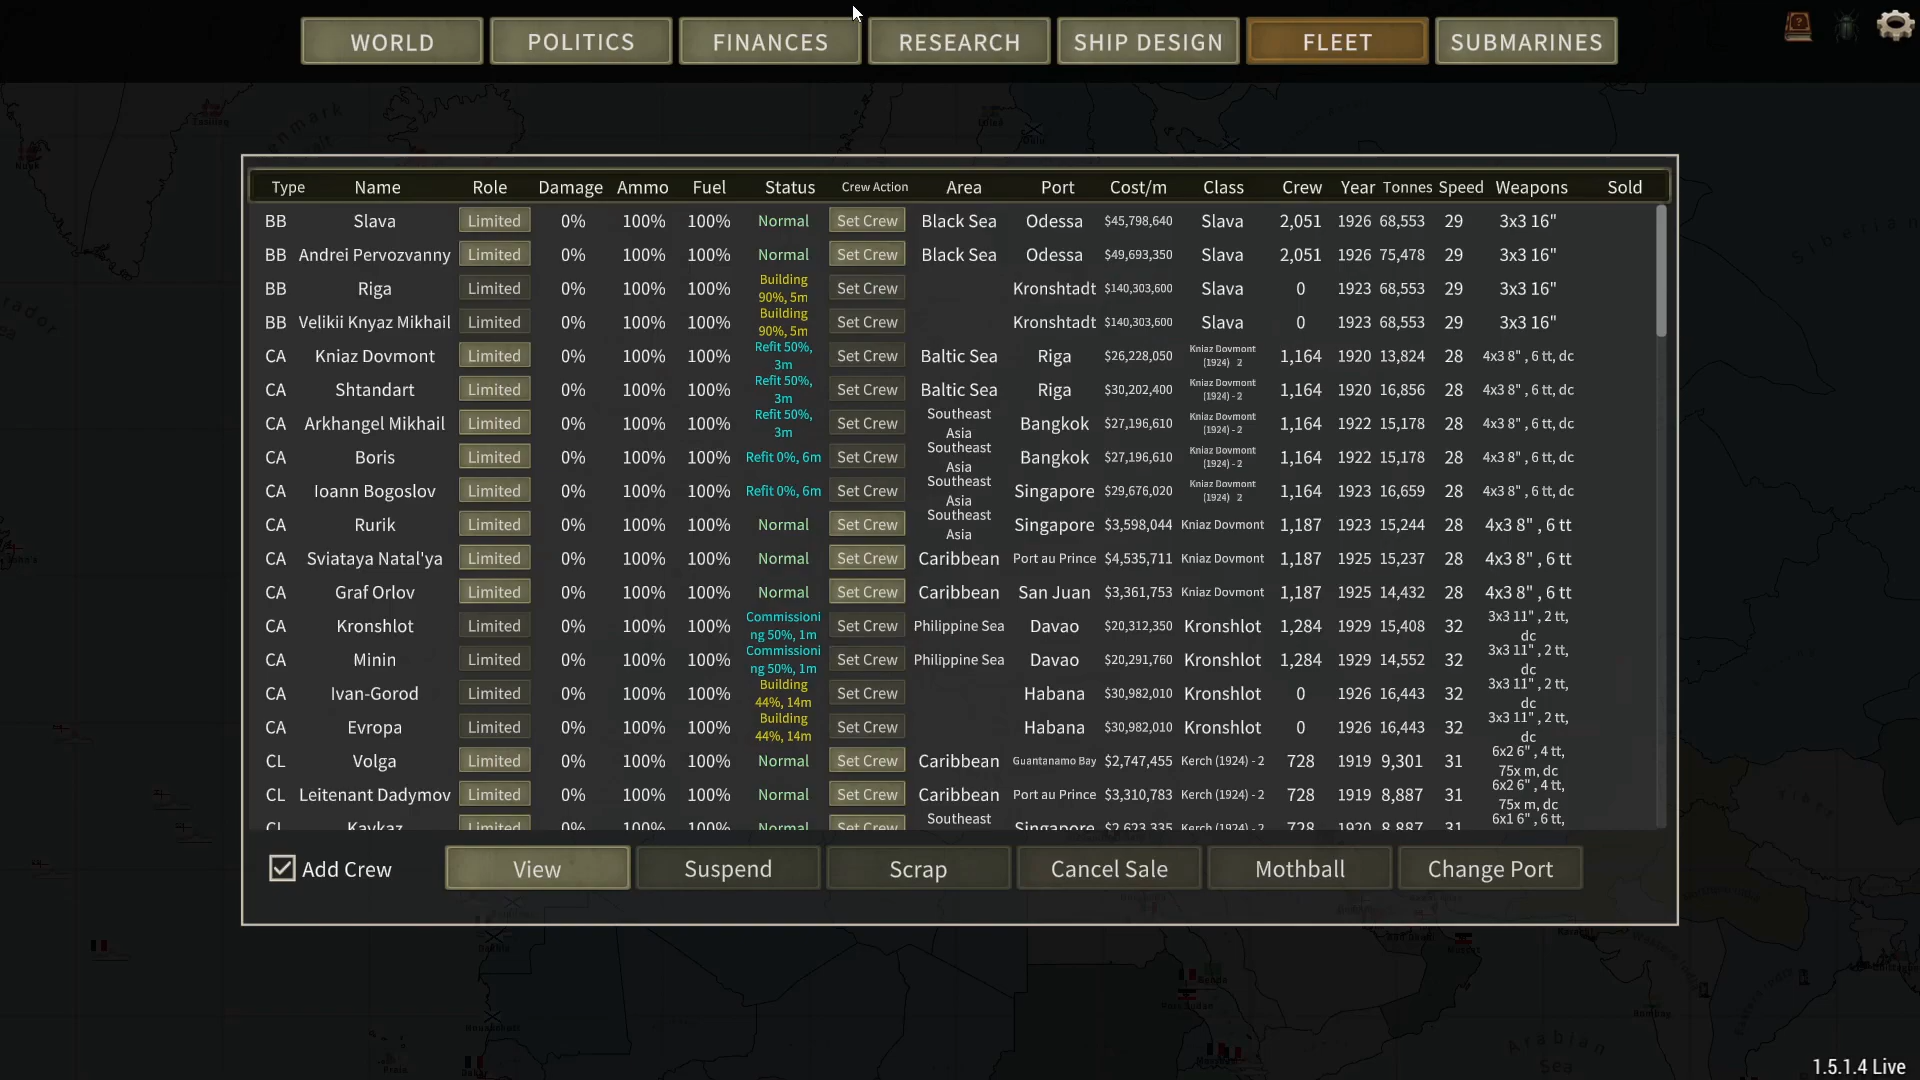 WORLD POLITICS FINANCES RESEARCH SHIP DESIGN FLEET SUBMARINES
Type Name Role Damage Ammo Fuel Status Crew Action Area Port Cost/m Class Crew Year Tonnes Speed Weapons Sold
BB Slava Limited 0% 100% 100% Normal Set Crew Black Sea Odessa $45,798,640 Slava 2,051 1926 68,553 29 3x3 16"
BB Andrei Pervozvanny Limited 0% 100% 100% Normal Set Crew Black Sea Odessa $49,693,350 Slava 2,051 1926 75,478 29 3x3 16"
BB Riga Limited 0% 100% 100% Building 90%, 5m Set Crew Kronshtadt $140,303,600 Slava 0 1923 68,553 29 3x3 16"
BB Velikii Knyaz Mikhail Limited 0% 100% 100% Building 90%, 5m Set Crew Kronshtadt $140,303,600 Slava 0 1923 68,553 29 3x3 16"
CA Kniaz Dovmont Limited 0% 100% 100% Refit 50%, 3m Set Crew Baltic Sea Riga $26,228,050 Kniaz Dovmont (1924) - 2 1,164 1920 13,824 28 4x3 8" , 6 tt, dc
CA Shtandart Limited 0% 100% 100% Refit 50%, 3m Set Crew Baltic Sea Riga $30,202,400 Kniaz Dovmont (1924) - 2 1,164 1920 16,856 28 4x3 8" , 6 tt, dc
CA Arkhangel Mikhail Limited 0% 100% 100% Refit 50%, 3m Set Crew Southeast Asia Bangkok $27,196,610 Kniaz Dovmont (1924) - 2 1,164 1922 15,178 28 4x3 8" , 6 tt, dc
CA Boris Limited 0% 100% 100% Refit 0%, 6m Set Crew Southeast Asia Bangkok $27,196,610 Kniaz Dovmont (1924) - 2 1,164 1922 15,178 28 4x3 8" , 6 tt, dc
CA Ioann Bogoslov Limited 0% 100% 100% Refit 0%, 6m Set Crew Southeast Asia Singapore $29,676,020 Kniaz Dovmont (1924) 2 1,164 1923 16,659 28 4x3 8" , 6 tt, dc
CA Rurik Limited 0% 100% 100% Normal Set Crew Southeast Asia Singapore $3,598,044 Kniaz Dovmont 1,187 1923 15,244 28 4x3 8" , 6 tt
CA Sviataya Natal'ya Limited 0% 100% 100% Normal Set Crew Caribbean Port au Prince $4,535,711 Kniaz Dovmont 1,187 1925 15,237 28 4x3 8" , 6 tt
CA Graf Orlov Limited 0% 100% 100% Normal Set Crew Caribbean San Juan $3,361,753 Kniaz Dovmont 1,187 1925 14,432 28 4x3 8" , 6 tt
CA Kronshlot Limited 0% 100% 100% Commissioning 50%, 1m Set Crew Philippine Sea Davao $20,312,350 Kronshlot 1,284 1929 15,408 32 3x3 11" , 2 tt, dc
CA Minin Limited 0% 100% 100% Commissioning 50%, 1m Set Crew Philippine Sea Davao $20,291,760 Kronshlot 1,284 1929 14,552 32 3x3 11" , 2 tt, dc
CA Ivan-Gorod Limited 0% 100% 100% Building 44%, 14m Set Crew Habana $30,982,010 Kronshlot 0 1926 16,443 32 3x3 11" , 2 tt, dc
CA Evropa Limited 0% 100% 100% Building 44%, 14m Set Crew Habana $30,982,010 Kronshlot 0 1926 16,443 32 3x3 11" , 2 tt, dc
CL Volga Limited 0% 100% 100% Normal Set Crew Caribbean Guantanamo Bay $2,747,455 Kerch (1924) - 2 728 1919 9,301 31 6x2 6" , 4 tt, 75x m, dc
CL Leitenant Dadymov Limited 0% 100% 100% Normal Set Crew Caribbean Port au Prince $3,310,783 Kerch (1924) - 2 728 1919 8,887 31 6x2 6" , 4 tt, 75x m, dc
CL Kavkaz Limited 0% 100% 100% Normal Set Crew Southeast Singapore $2,623,335 Kerch (1924) - 2 728 1920 8,887 31 6x1 6" , 6 tt,
Add Crew View Suspend Scrap Cancel Sale Mothball Change Port
Arabian Sea
1.5.1.4 Live